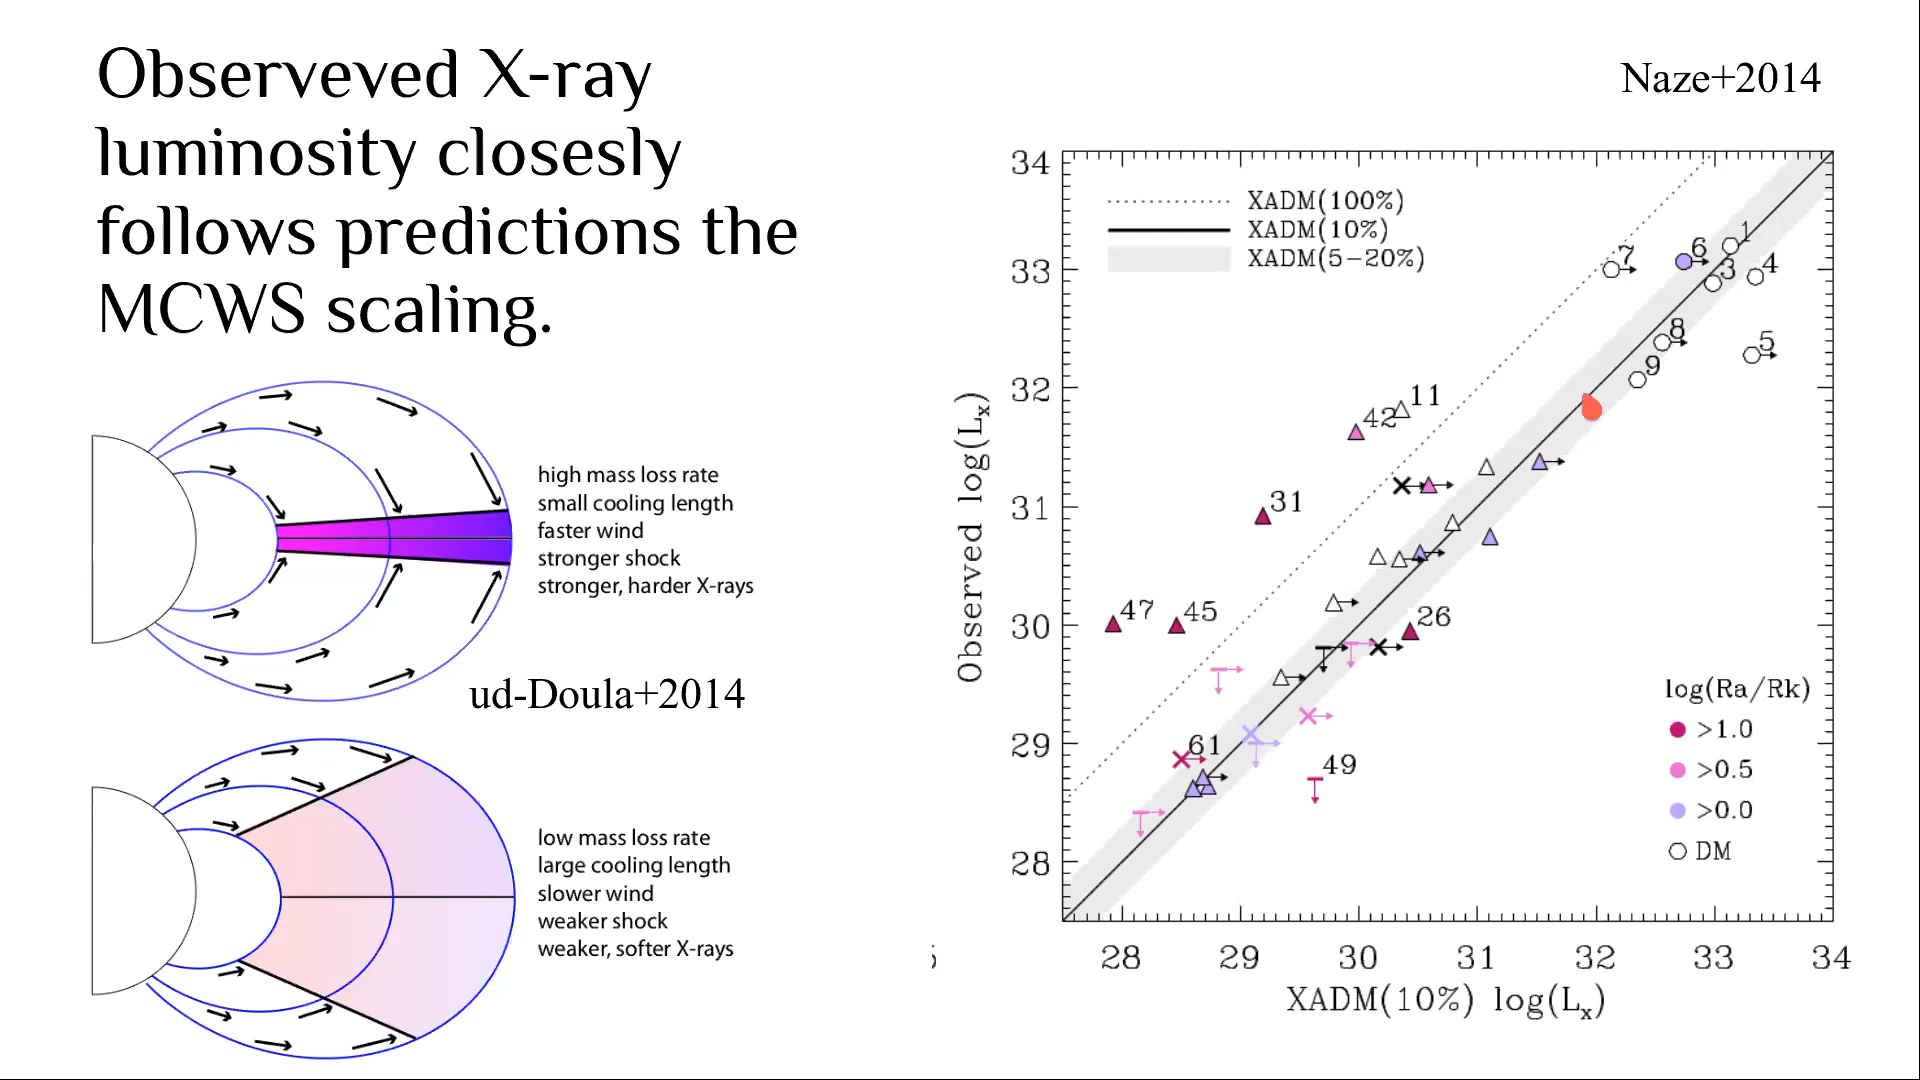 Observeved X-ray
luminosity closesly
follows predictions the
MCWS scaling.
Naze+2014
high mass loss rate
small cooling length
faster wind
stronger shock
stronger, harder X-rays
ud-Doula+2014
low mass loss rate
large cooling length
slower wind
weaker shock
weaker, softer X-rays
XADM(100%)
XADM(10%)
XADM(5-20%)
34
33
32
31
30
29
28
Observed log(Lx)
1
7
6
3
4
8
5
9
11
42
31
47
45
26
61
49
log(Ra/Rk)
>1.0
>0.5
>0.0
DM
28 29 30 31 32 33 34
XADM(10%) log(Lx)